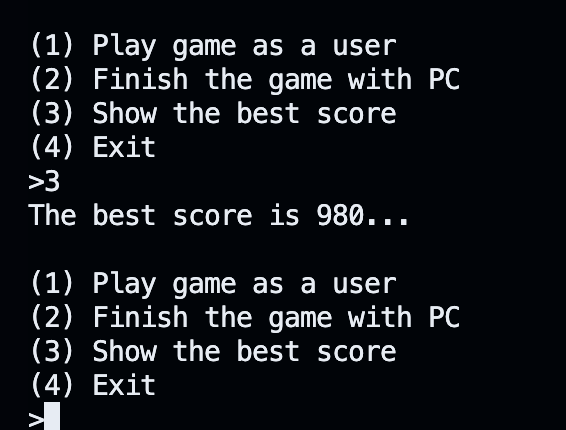 (1) Play game as a user
(2) Finish the game with PC
(3) Show the best score
(4) Exit
>3
The best score is 980...
(1) Play game as a user
(2) Finish the game with PC
(3) Show the best score
(4) Exit
>